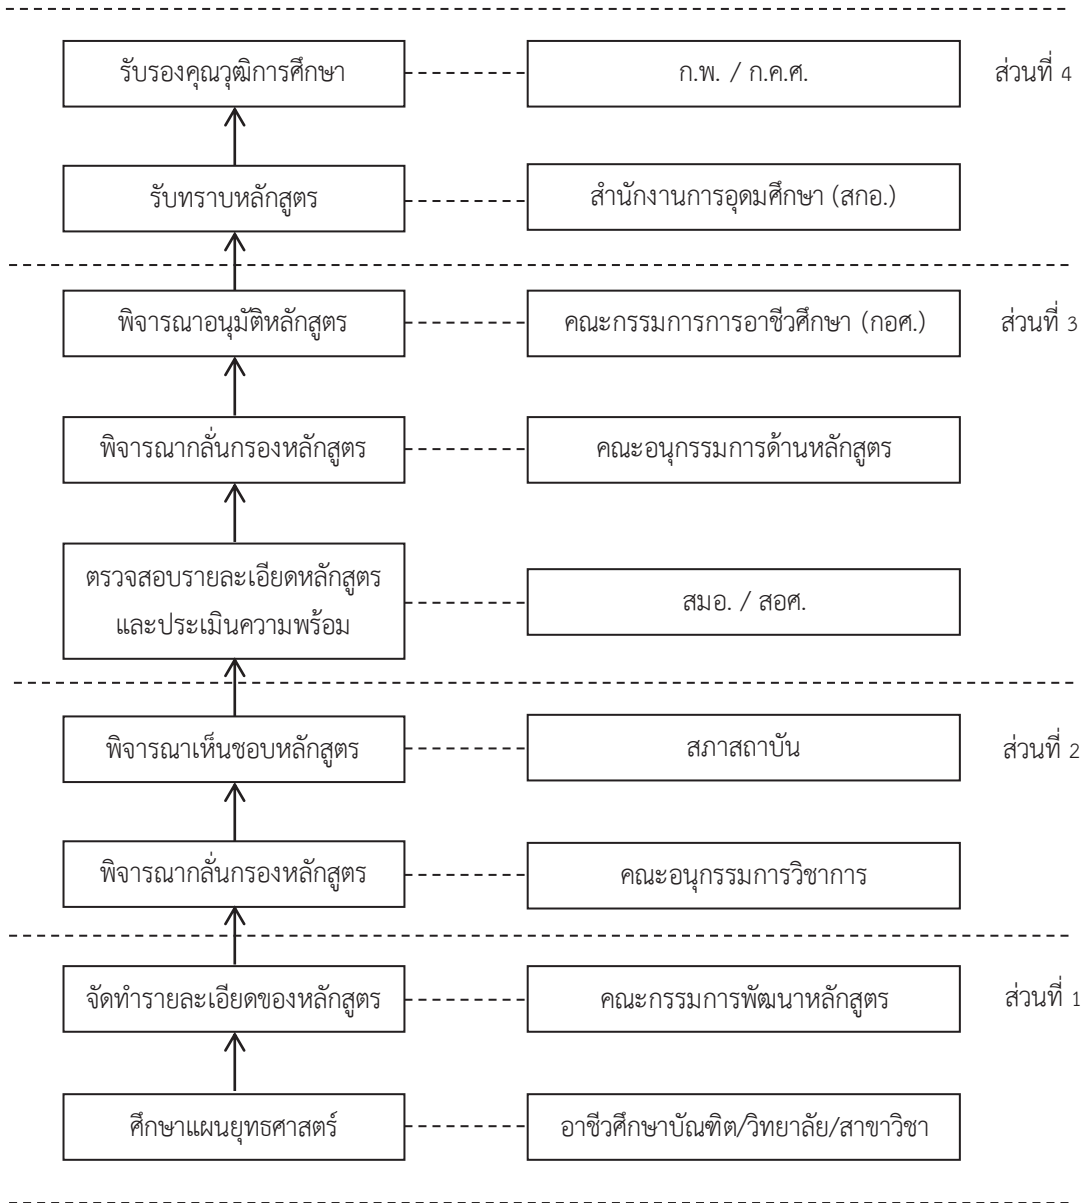 รับรองคุณวุฒิการศึกษา
ก.พ. / ก.ค.ศ.
ส่วนที่ 4
รับทราบหลักสูตร
สำนักงานการอุดมศึกษา (สกอ.)
พิจารณาอนุมัติหลักสูตร
คณะกรรมการการอาชีวศึกษา (กอศ.)
ส่วนที่ 3
พิจารณากลั่นกรองหลักสูตร
คณะอนุกรรมการด้านหลักสูตร
ตรวจสอบรายละเอียดหลักสูตร
และประเมินความพร้อม
สมอ. / สอศ.
พิจารณาเห็นชอบหลักสูตร
สภาสถาบัน
ส่วนที่ 2
พิจารณากลั่นกรองหลักสูตร
คณะอนุกรรมการวิชาการ
จัดทำรายละเอียดของหลักสูตร
คณะกรรมการพัฒนาหลักสูตร
ส่วนที่ 1
ศึกษาแผนยุทธศาสตร์
อาชีวศึกษาบัณฑิต/วิทยาลัย/สาขาวิชา